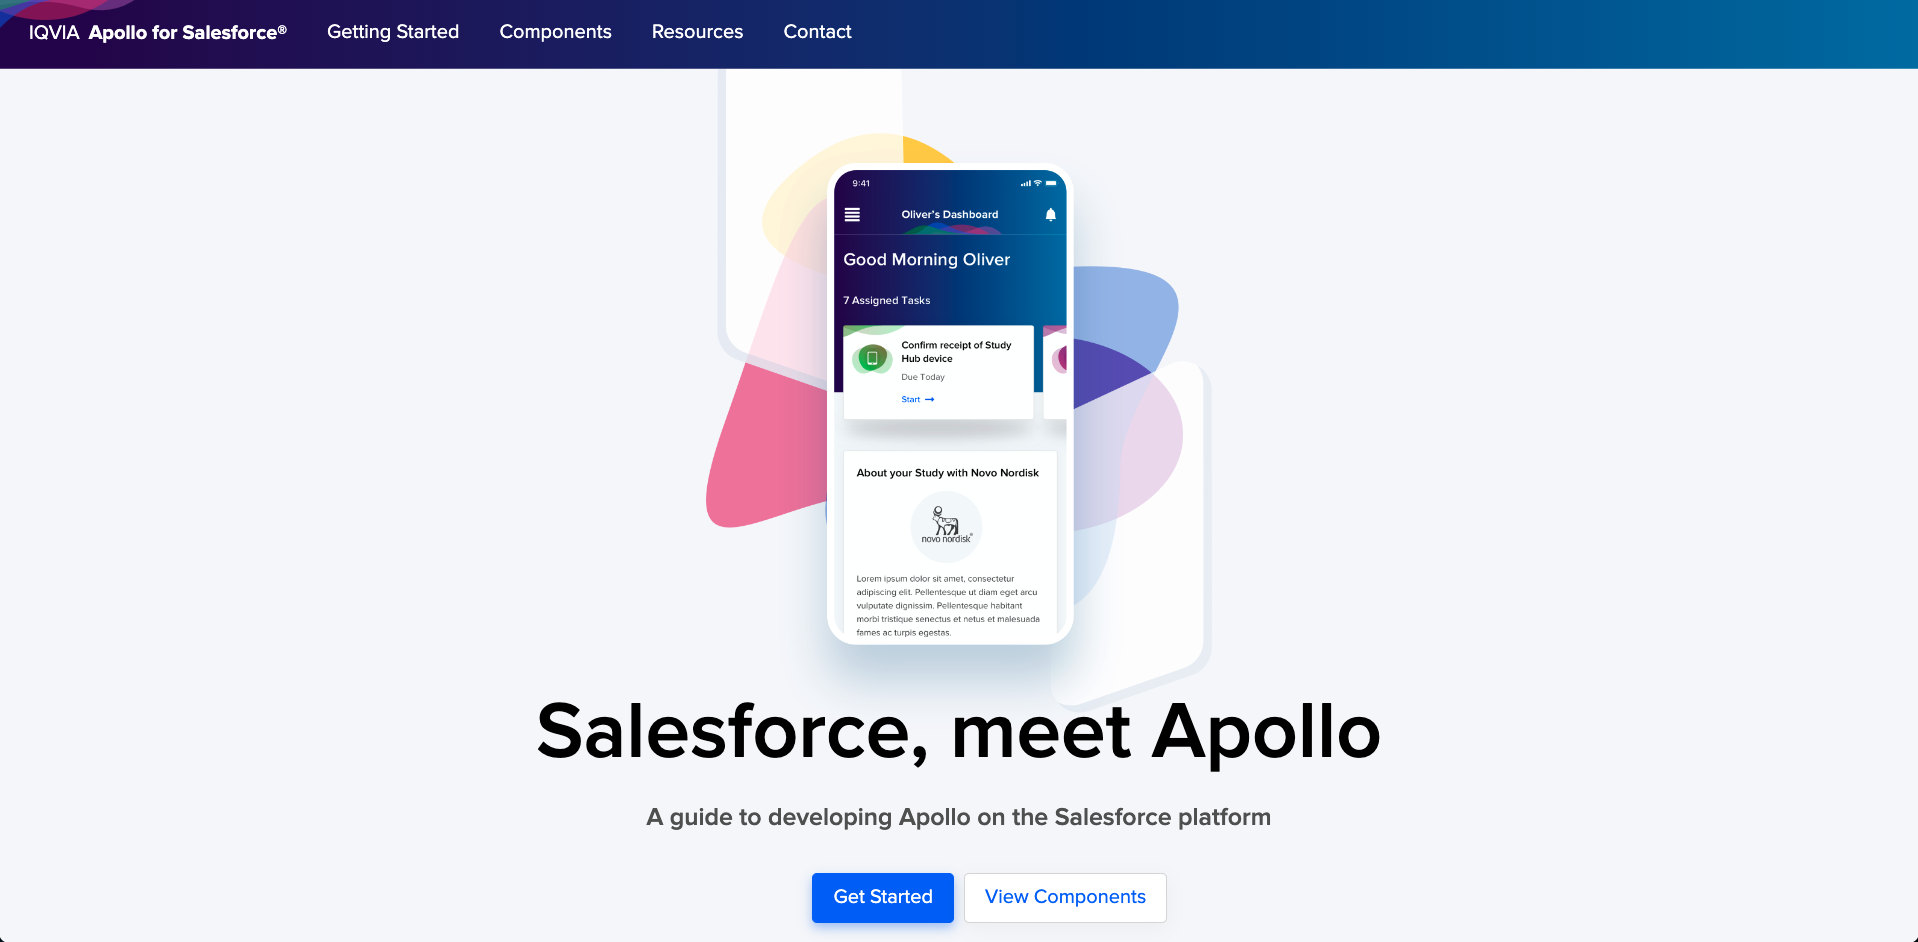 IQVIA Apollo for Salesforce®
Getting Started
Components
Resources
Contact
9:41
Oliver's Dashboard
Good Morning Oliver
7 Assigned Tasks
Confirm receipt of Study
Hub device
Due Today
Start →
About your Study with Novo Nordisk
novo nordisk®
Lorem ipsum dolor sit amet, consectetur
adipiscing elit. Pellentesque ut diam eget arcu
vulputate dignissim. Pellentesque habitant
morbi tristique senectus et netus et malesuada
fames ac turpis egestas.
Salesforce, meet Apollo
A guide to developing Apollo on the Salesforce platform
Get Started
View Components